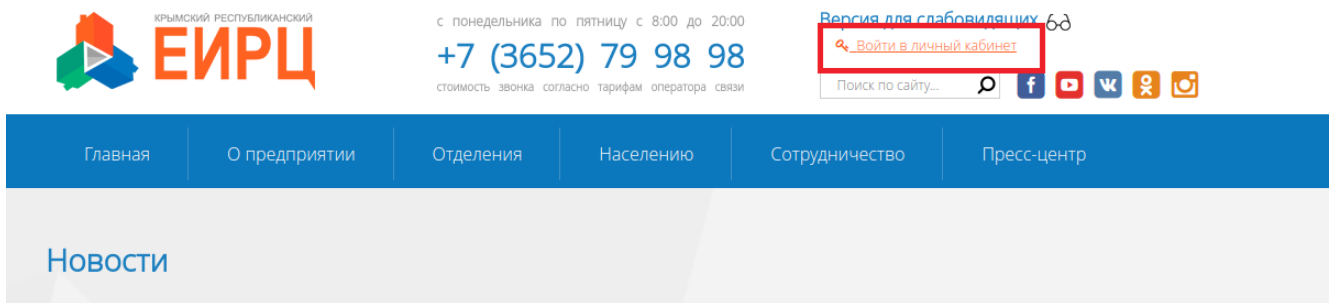 КРЫМСКИЙ РЕСПУБЛИКАНСКИЙ
ЕИРЦ
с понедельника по пятницу с 8:00 до 20:00
+7 (3652) 79 98 98
стоимость звонка согласно тарифам оператора связи
Версия для слабовидящих
Войти в личный кабинет
Поиск по сайту...
Главная
О предприятии
Отделения
Населению
Сотрудничество
Пресс-центр
Новости